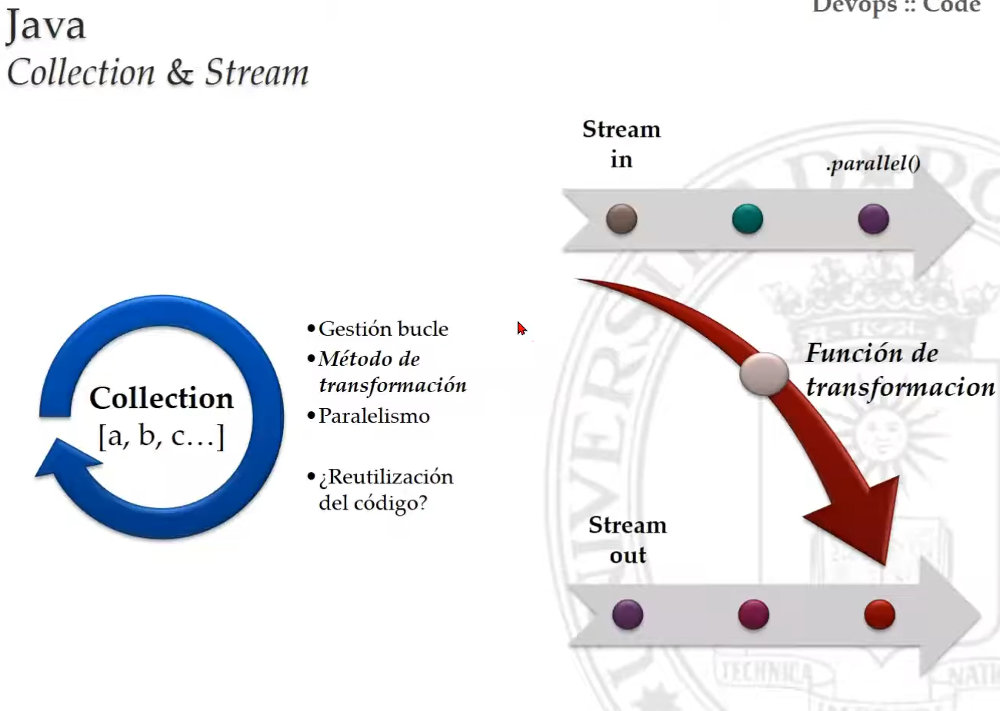 Java
Devops :: Code
Collection & Stream
Collection
[a, b, c...]
•Gestión bucle
•Método de
transformación
•Paralelismo
•¿Reutilización
del código?
Stream
in
.parallel()
Función de
transformacion
Stream
out
TECHNICA